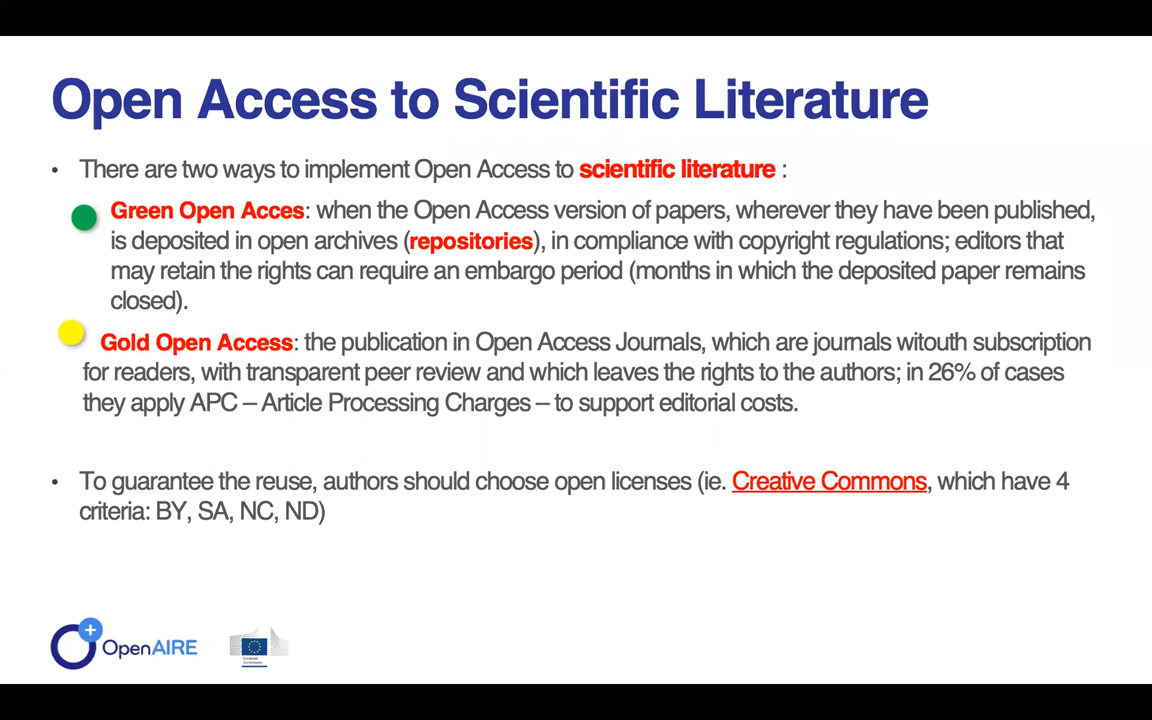 Open Access to Scientific Literature
• There are two ways to implement Open Access to scientific literature :
Green Open Acces: when the Open Access version of papers, wherever they have been published,
is deposited in open archives (repositories), in compliance with copyright regulations; editors that
may retain the rights can require an embargo period (months in which the deposited paper remains
closed).
Gold Open Access: the publication in Open Access Journals, which are journals witouth subscription
for readers, with transparent peer review and which leaves the rights to the authors; in 26% of cases
they apply APC – Article Processing Charges – to support editorial costs.
• To guarantee the reuse, authors should choose open licenses (ie. Creative Commons, which have 4
criteria: BY, SA, NC, ND)
OpenAIRE
European
Commission